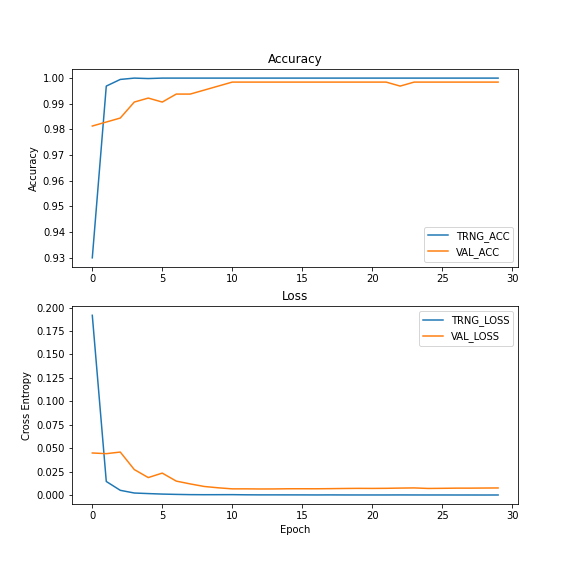 Accuracy
1.00
0.99
0.98
0.97
0.96
0.95
0.94
0.93
Accuracy
TRNG_ACC
VAL_ACC
0 5 10 15 20 25 30
Loss
0.200
0.175
0.150
0.125
0.100
0.075
0.050
0.025
0.000
Cross Entropy
TRNG_LOSS
VAL_LOSS
0 5 10 15 20 25 30
Epoch